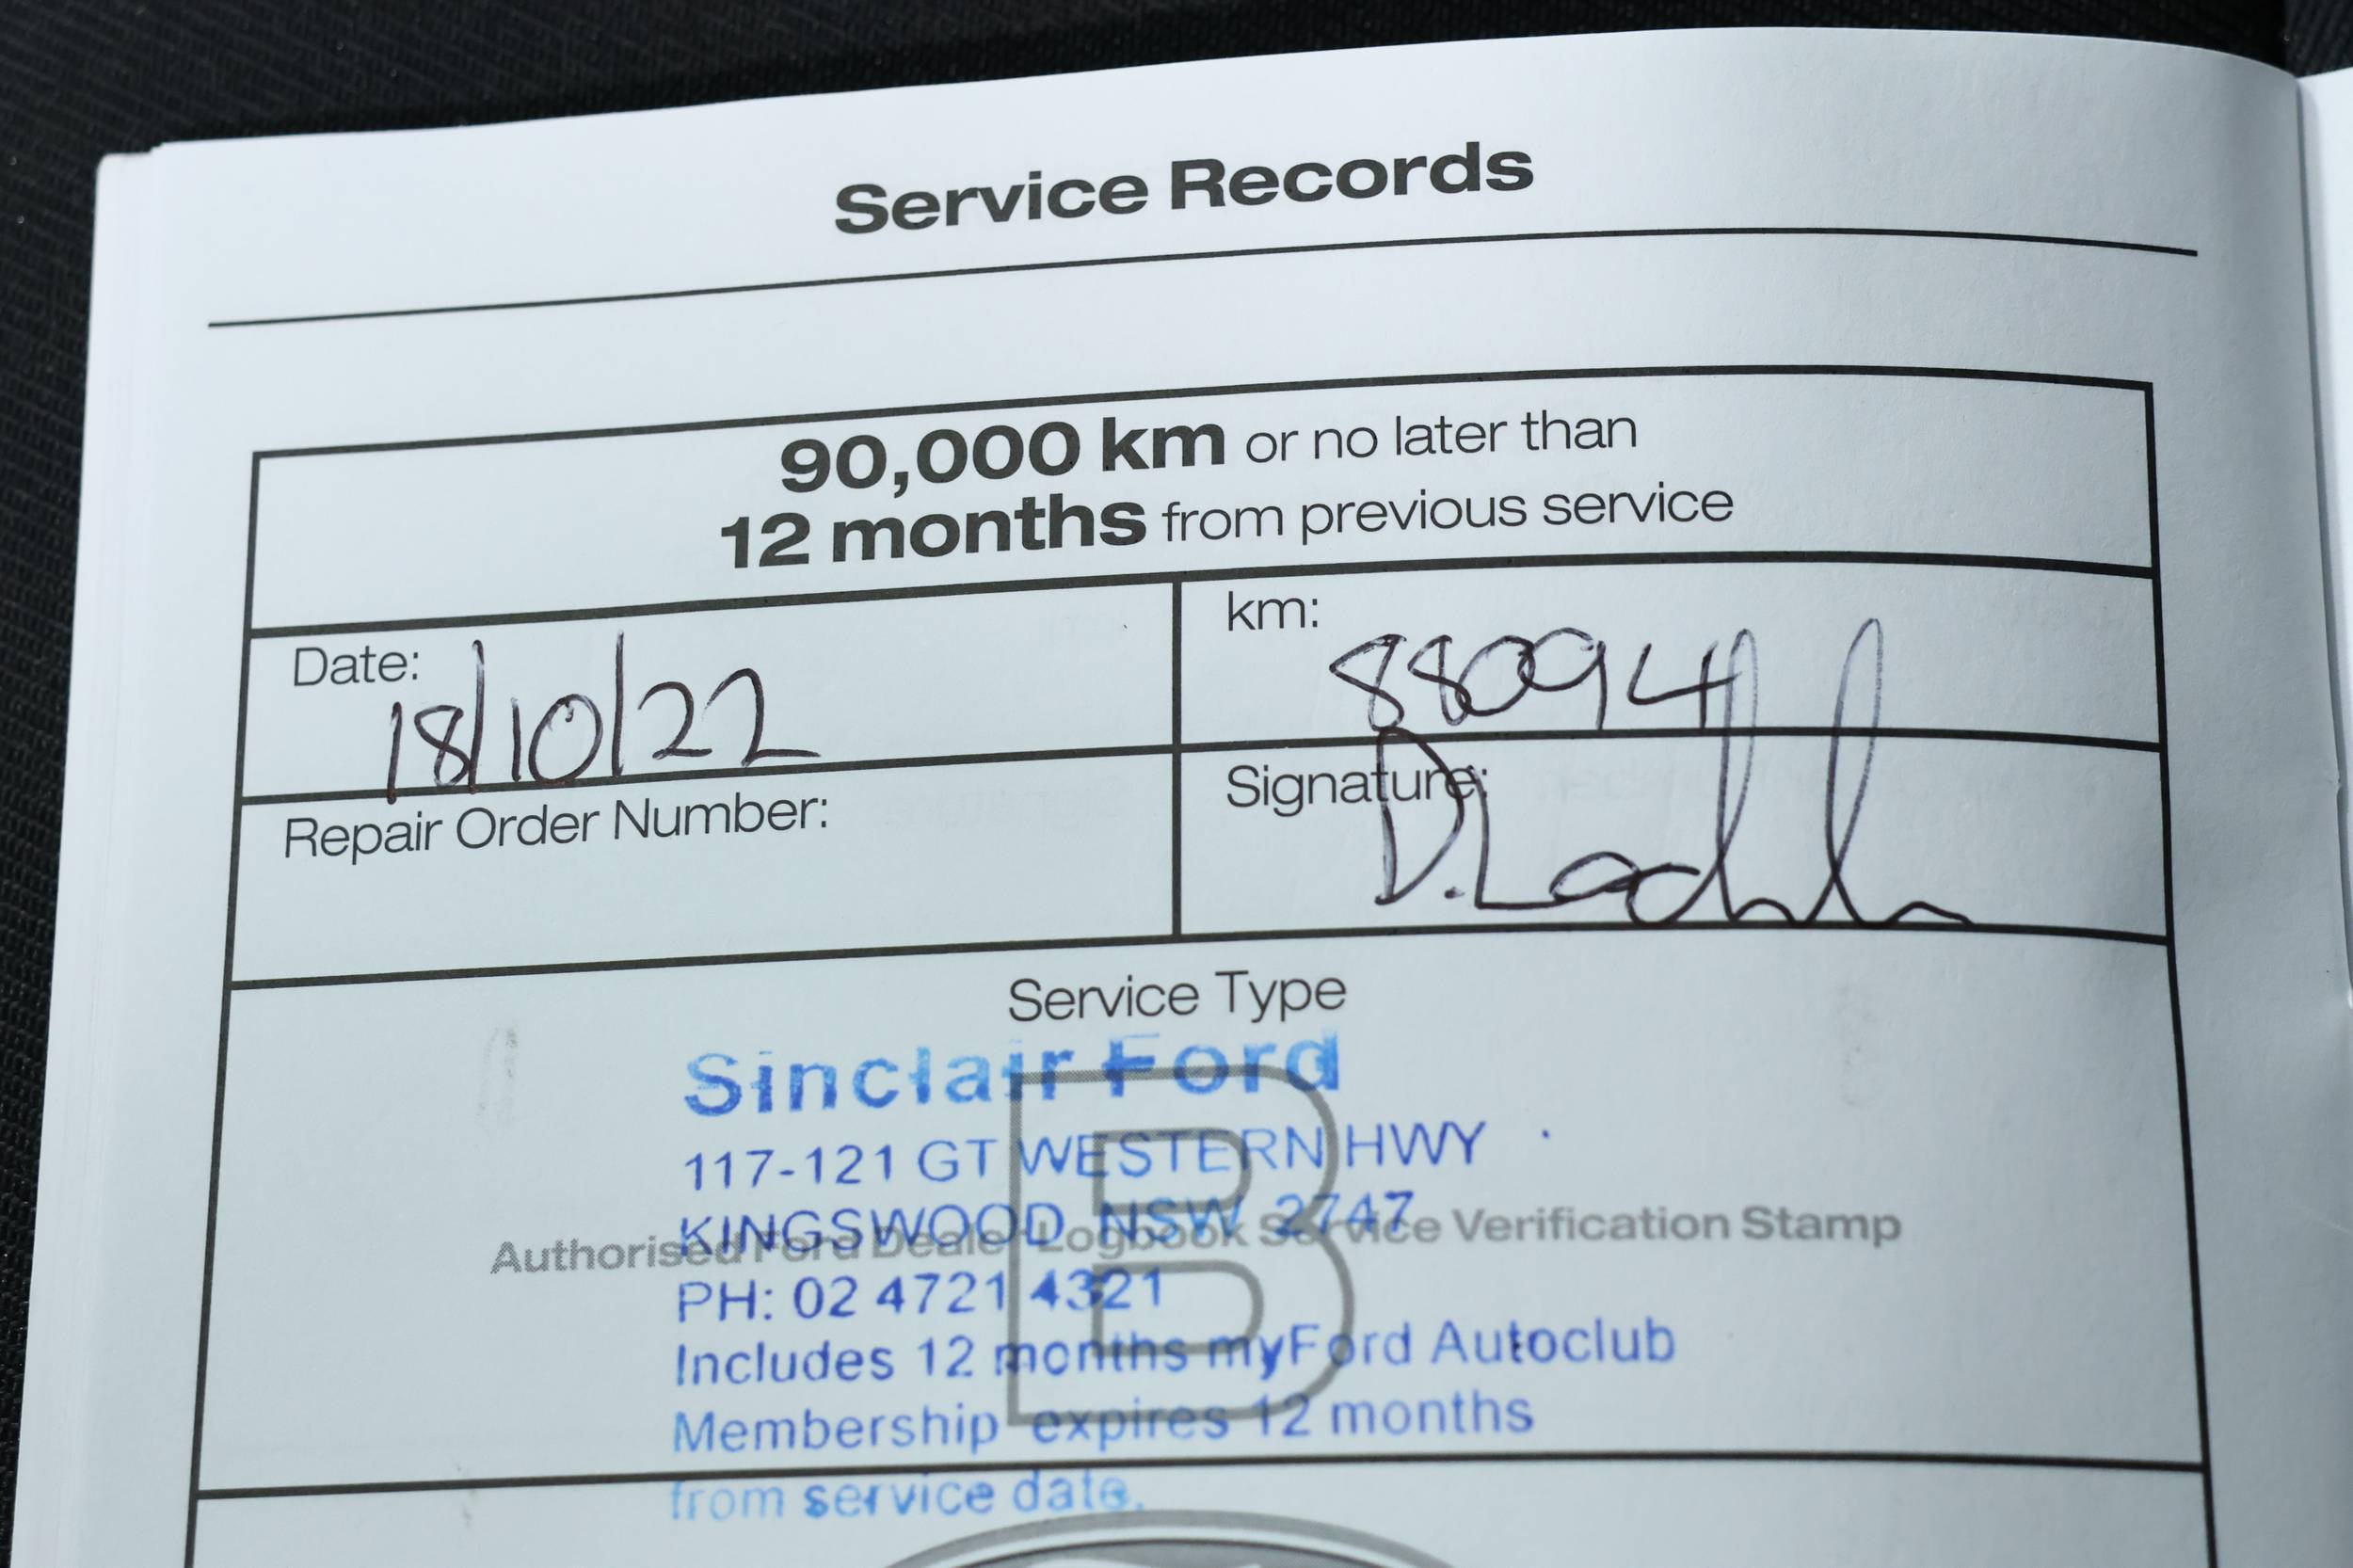 Service Records
90,000 km or no later than
12 months from previous service
Date:
18/10/22
km:
88094
Repair Order Number:
Signature:
Service Type
B
Sinclair Ford
117-121 GT WESTERN HWY
KINGSWOOD NSW 2747
Authorised Ford Dealer Logbook Service Verification Stamp
PH: 02 4721 4321
Includes 12 months myFord Autoclub
Membership expires 12 months
from service date.